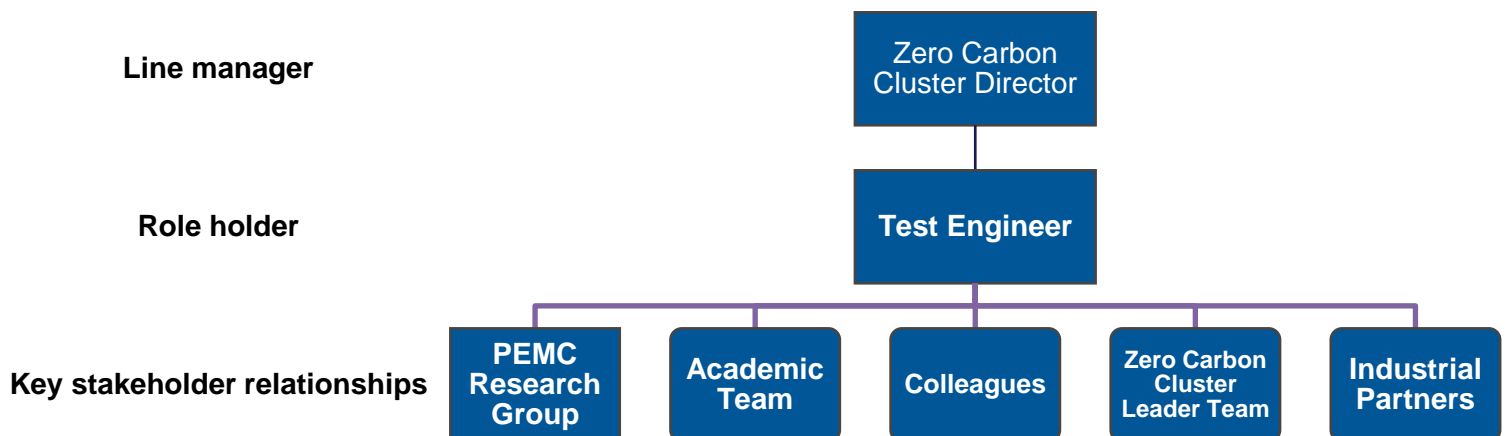 Line manager
Zero Carbon
Cluster Director
Role holder
Test Engineer
Key stakeholder relationships
PEMC
Research
Group
Academic
Team
Colleagues
Zero Carbon
Cluster
Leader Team
Industrial
Partners